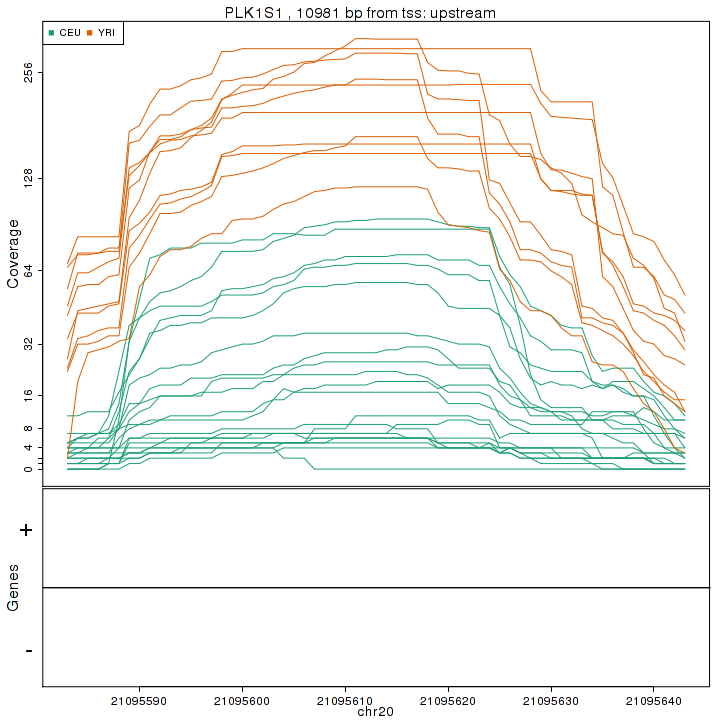 PLK1S1 , 10981 bp from tss: upstream
CEU YRI
Coverage
256
128
64
32
16
8
4
0
Genes
+
-
21095590 21095600 21095610 21095620 21095630 21095640
chr20